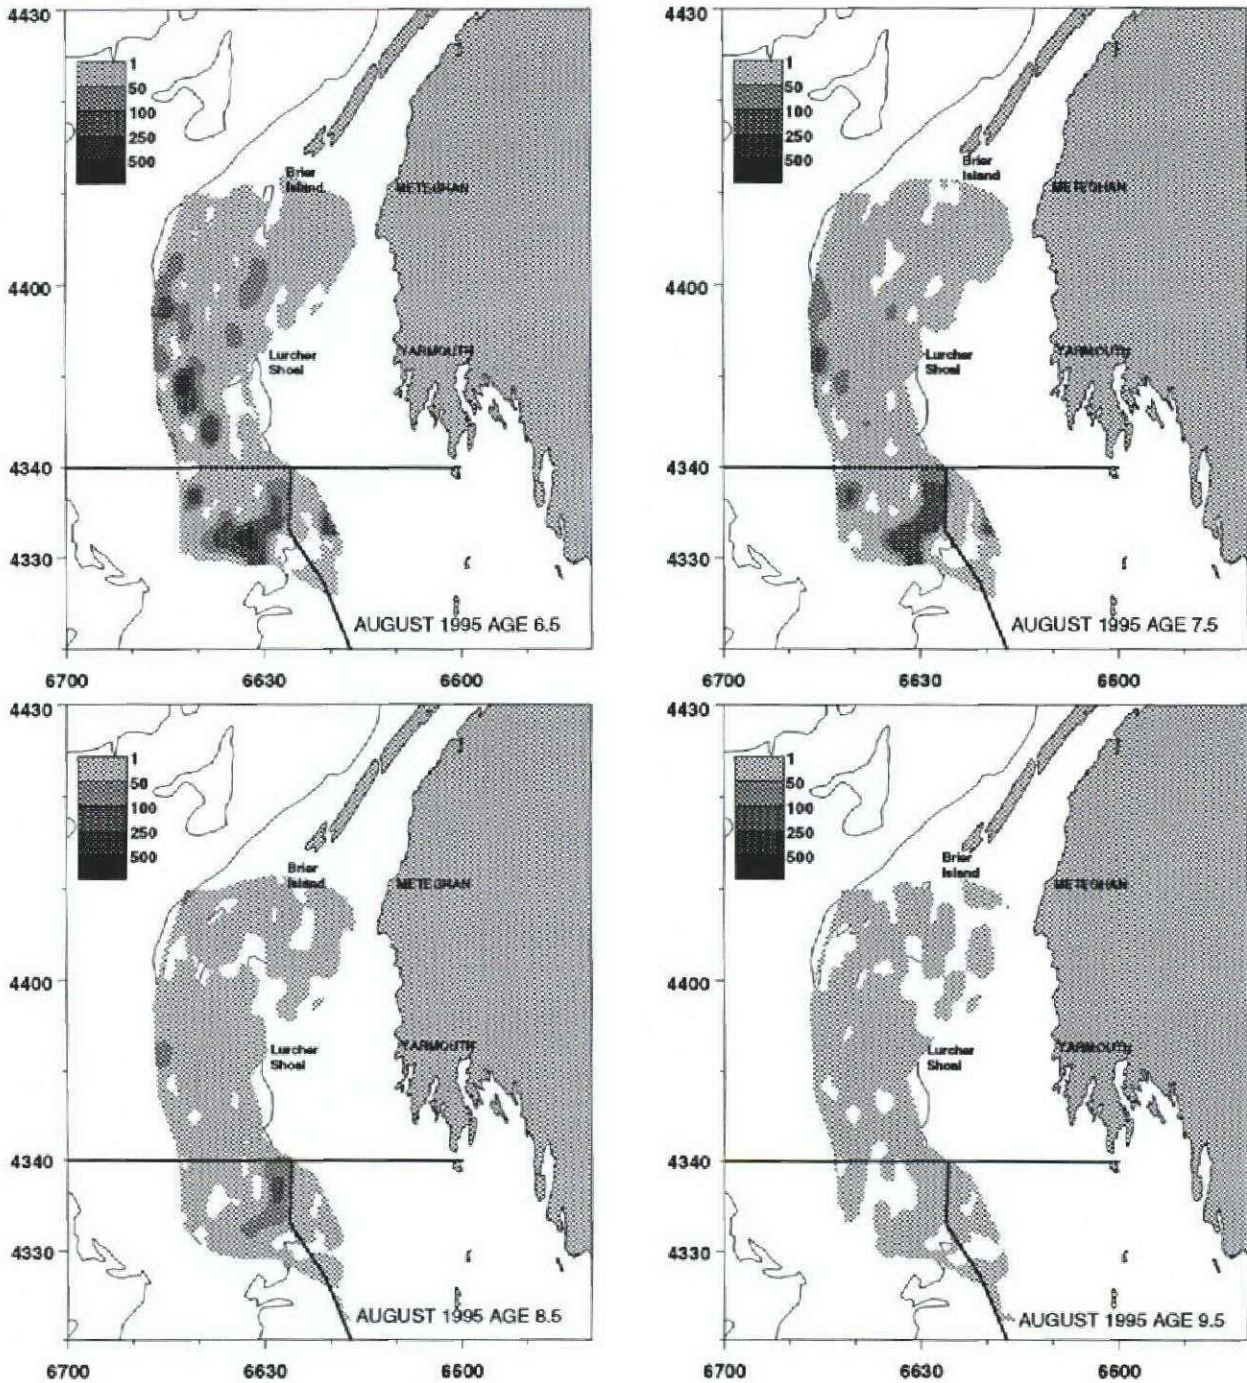 4430
1
50
100
250
500
Brier
Island
METEGHAN
4400
Lurcher
Shoal
YARMOUTH
4340
4330
AUGUST 1995 AGE 6.5
6700
6630
6600
4430
1
50
100
250
500
Brier
Island
METEGHAN
4400
Lurcher
Shoal
YARMOUTH
4340
4330
AUGUST 1995 AGE 7.5
6700
6630
6600
4430
1
50
100
250
500
Brier
Island
METEGHAN
4400
Lurcher
Shoal
YARMOUTH
4340
4330
AUGUST 1995 AGE 8.5
6700
6630
6600
4430
1
50
100
250
500
Brier
Island
METEGHAN
4400
Lurcher
Shoal
YARMOUTH
4340
4330
AUGUST 1995 AGE 9.5
6700
6630
6600